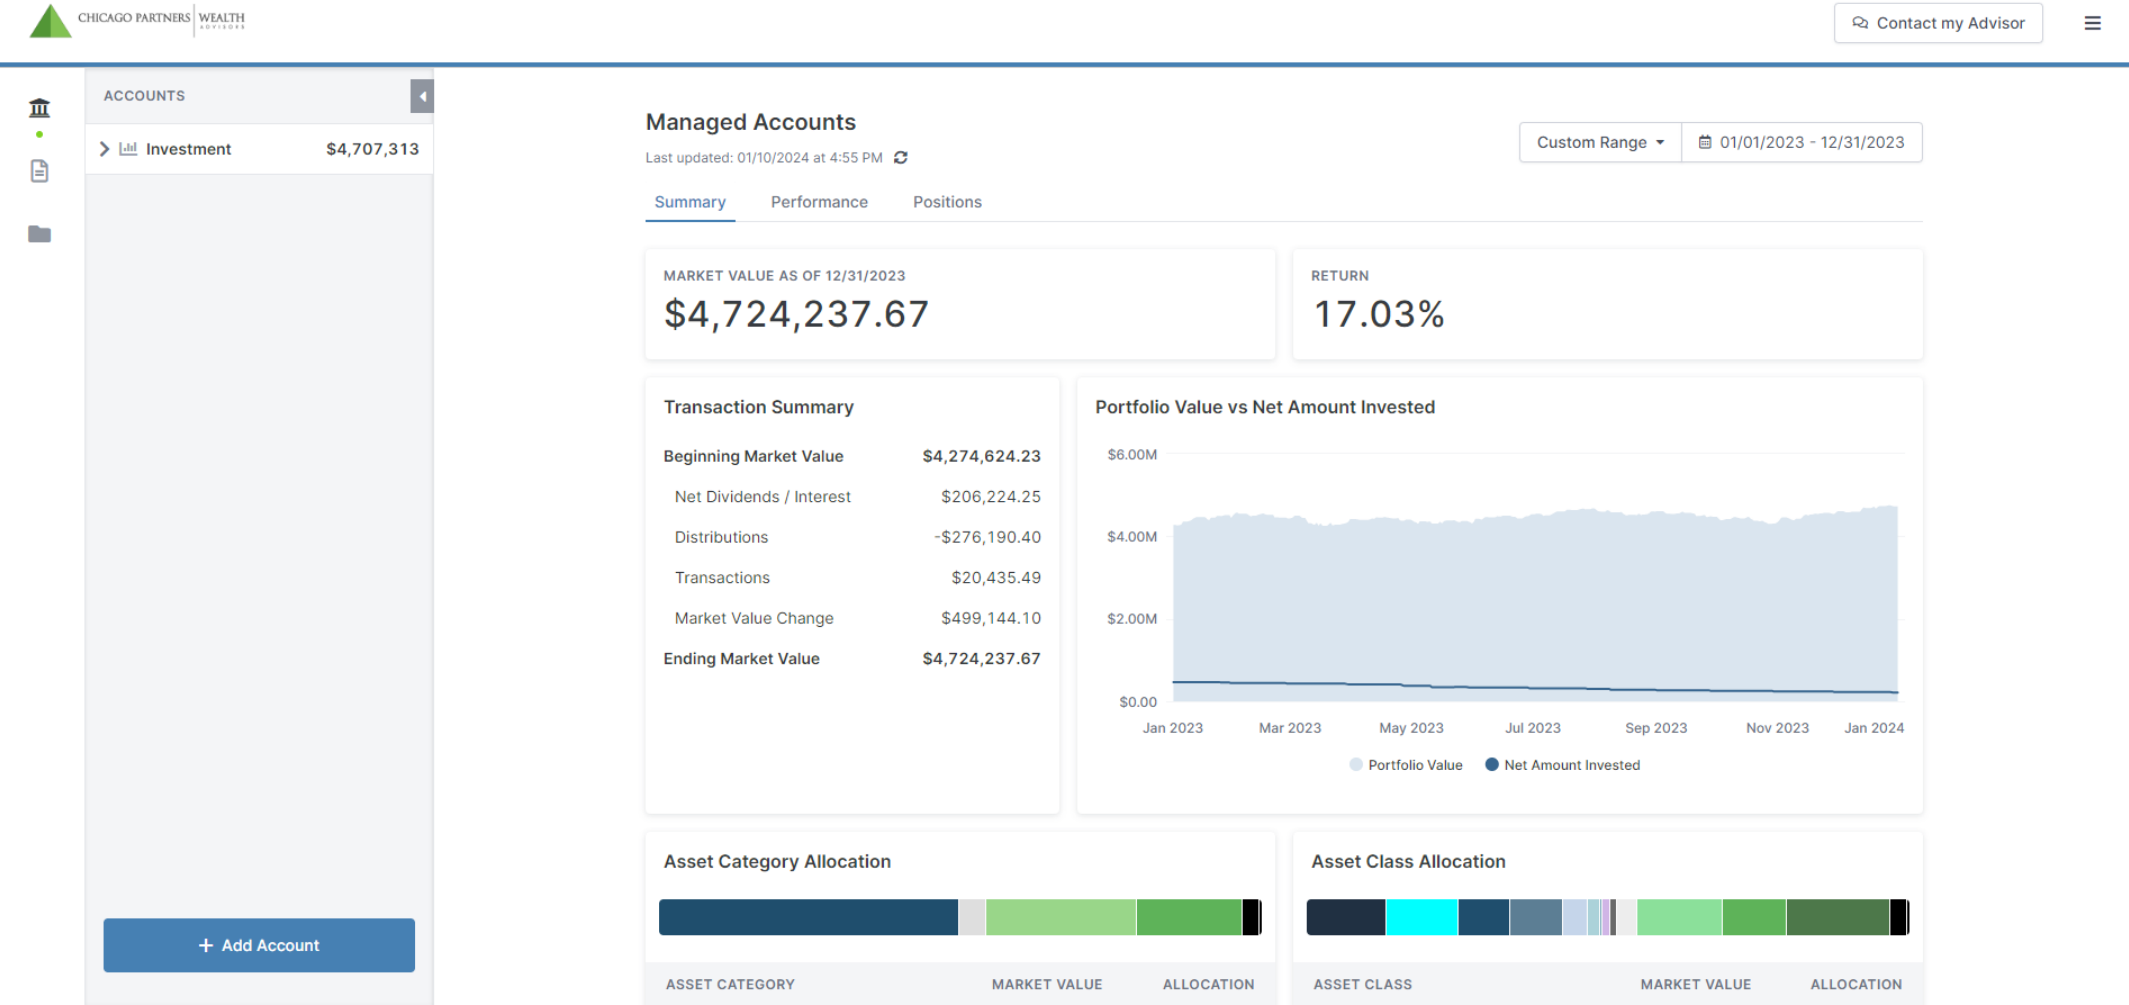 CHICAGO PARTNERS WEALTH
ADVISORS
Contact my Advisor
ACCOUNTS
Investment $4,707,313
Add Account
Managed Accounts
Last updated: 01/10/2024 at 4:55 PM
Custom Range 01/01/2023 - 12/31/2023
Summary Performance Positions
MARKET VALUE AS OF 12/31/2023
$4,724,237.67
RETURN
17.03%
Transaction Summary
Beginning Market Value $4,274,624.23
Net Dividends / Interest $206,224.25
Distributions -$276,190.40
Transactions $20,435.49
Market Value Change $499,144.10
Ending Market Value $4,724,237.67
Portfolio Value vs Net Amount Invested
$6.00M
$4.00M
$2.00M
$0.00
Jan 2023 Mar 2023 May 2023 Jul 2023 Sep 2023 Nov 2023 Jan 2024
Portfolio Value Net Amount Invested
Asset Category Allocation
ASSET CATEGORY MARKET VALUE ALLOCATION
Asset Class Allocation
ASSET CLASS MARKET VALUE ALLOCATION